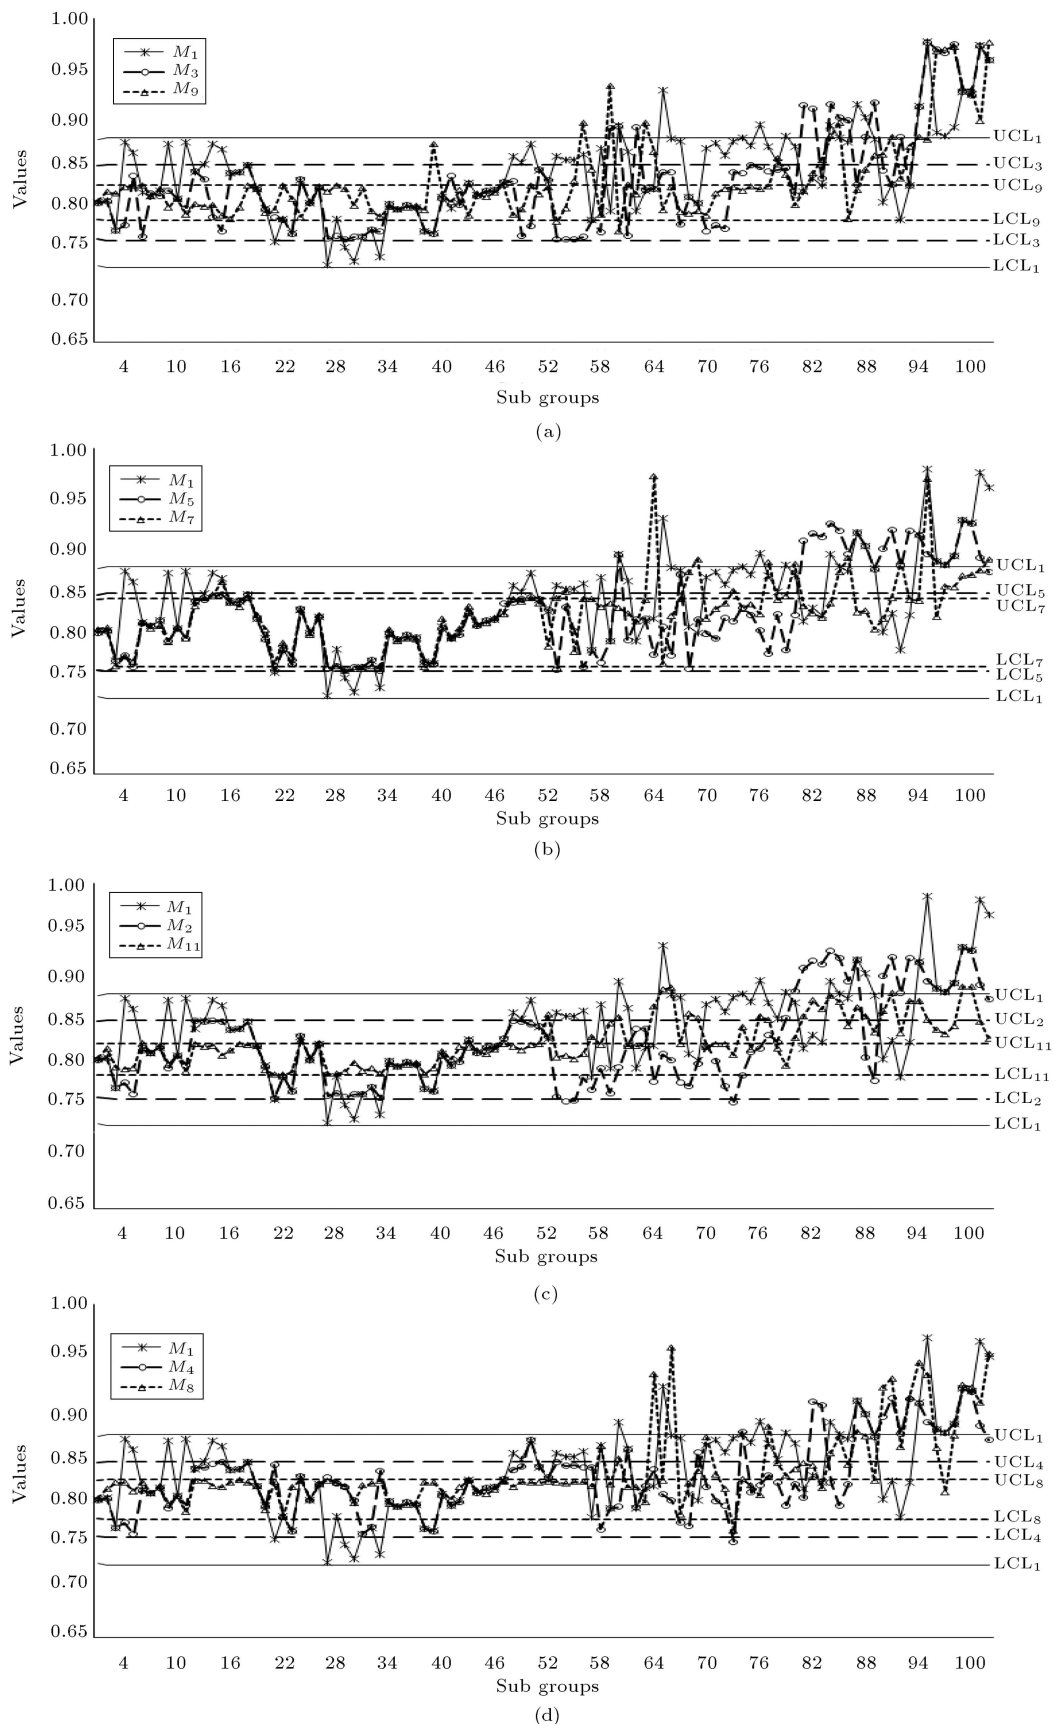 1.00
0.95
0.90
0.85
0.80
0.75
0.70
0.65
Values
M1
M3
M9
UCL1
UCL3
UCL9
LCL9
LCL3
LCL1
4 10 16 22 28 34 40 46 52 58 64 70 76 82 88 94 100
Sub groups
(a)
1.00
0.95
0.90
0.85
0.80
0.75
0.70
0.65
Values
M1
M5
M7
UCL1
UCL5
UCL7
LCL7
LCL5
LCL1
4 10 16 22 28 34 40 46 52 58 64 70 76 82 88 94 100
Sub groups
(b)
1.00
0.95
0.90
0.85
0.80
0.75
0.70
0.65
Values
M1
M2
M11
UCL1
UCL2
UCL11
LCL11
LCL2
LCL1
4 10 16 22 28 34 40 46 52 58 64 70 76 82 88 94 100
Sub groups
(c)
1.00
0.95
0.90
0.85
0.80
0.75
0.70
0.65
Values
M1
M4
M8
UCL1
UCL4
UCL8
LCL8
LCL4
LCL1
4 10 16 22 28 34 40 46 52 58 64 70 76 82 88 94 100
Sub groups
(d)